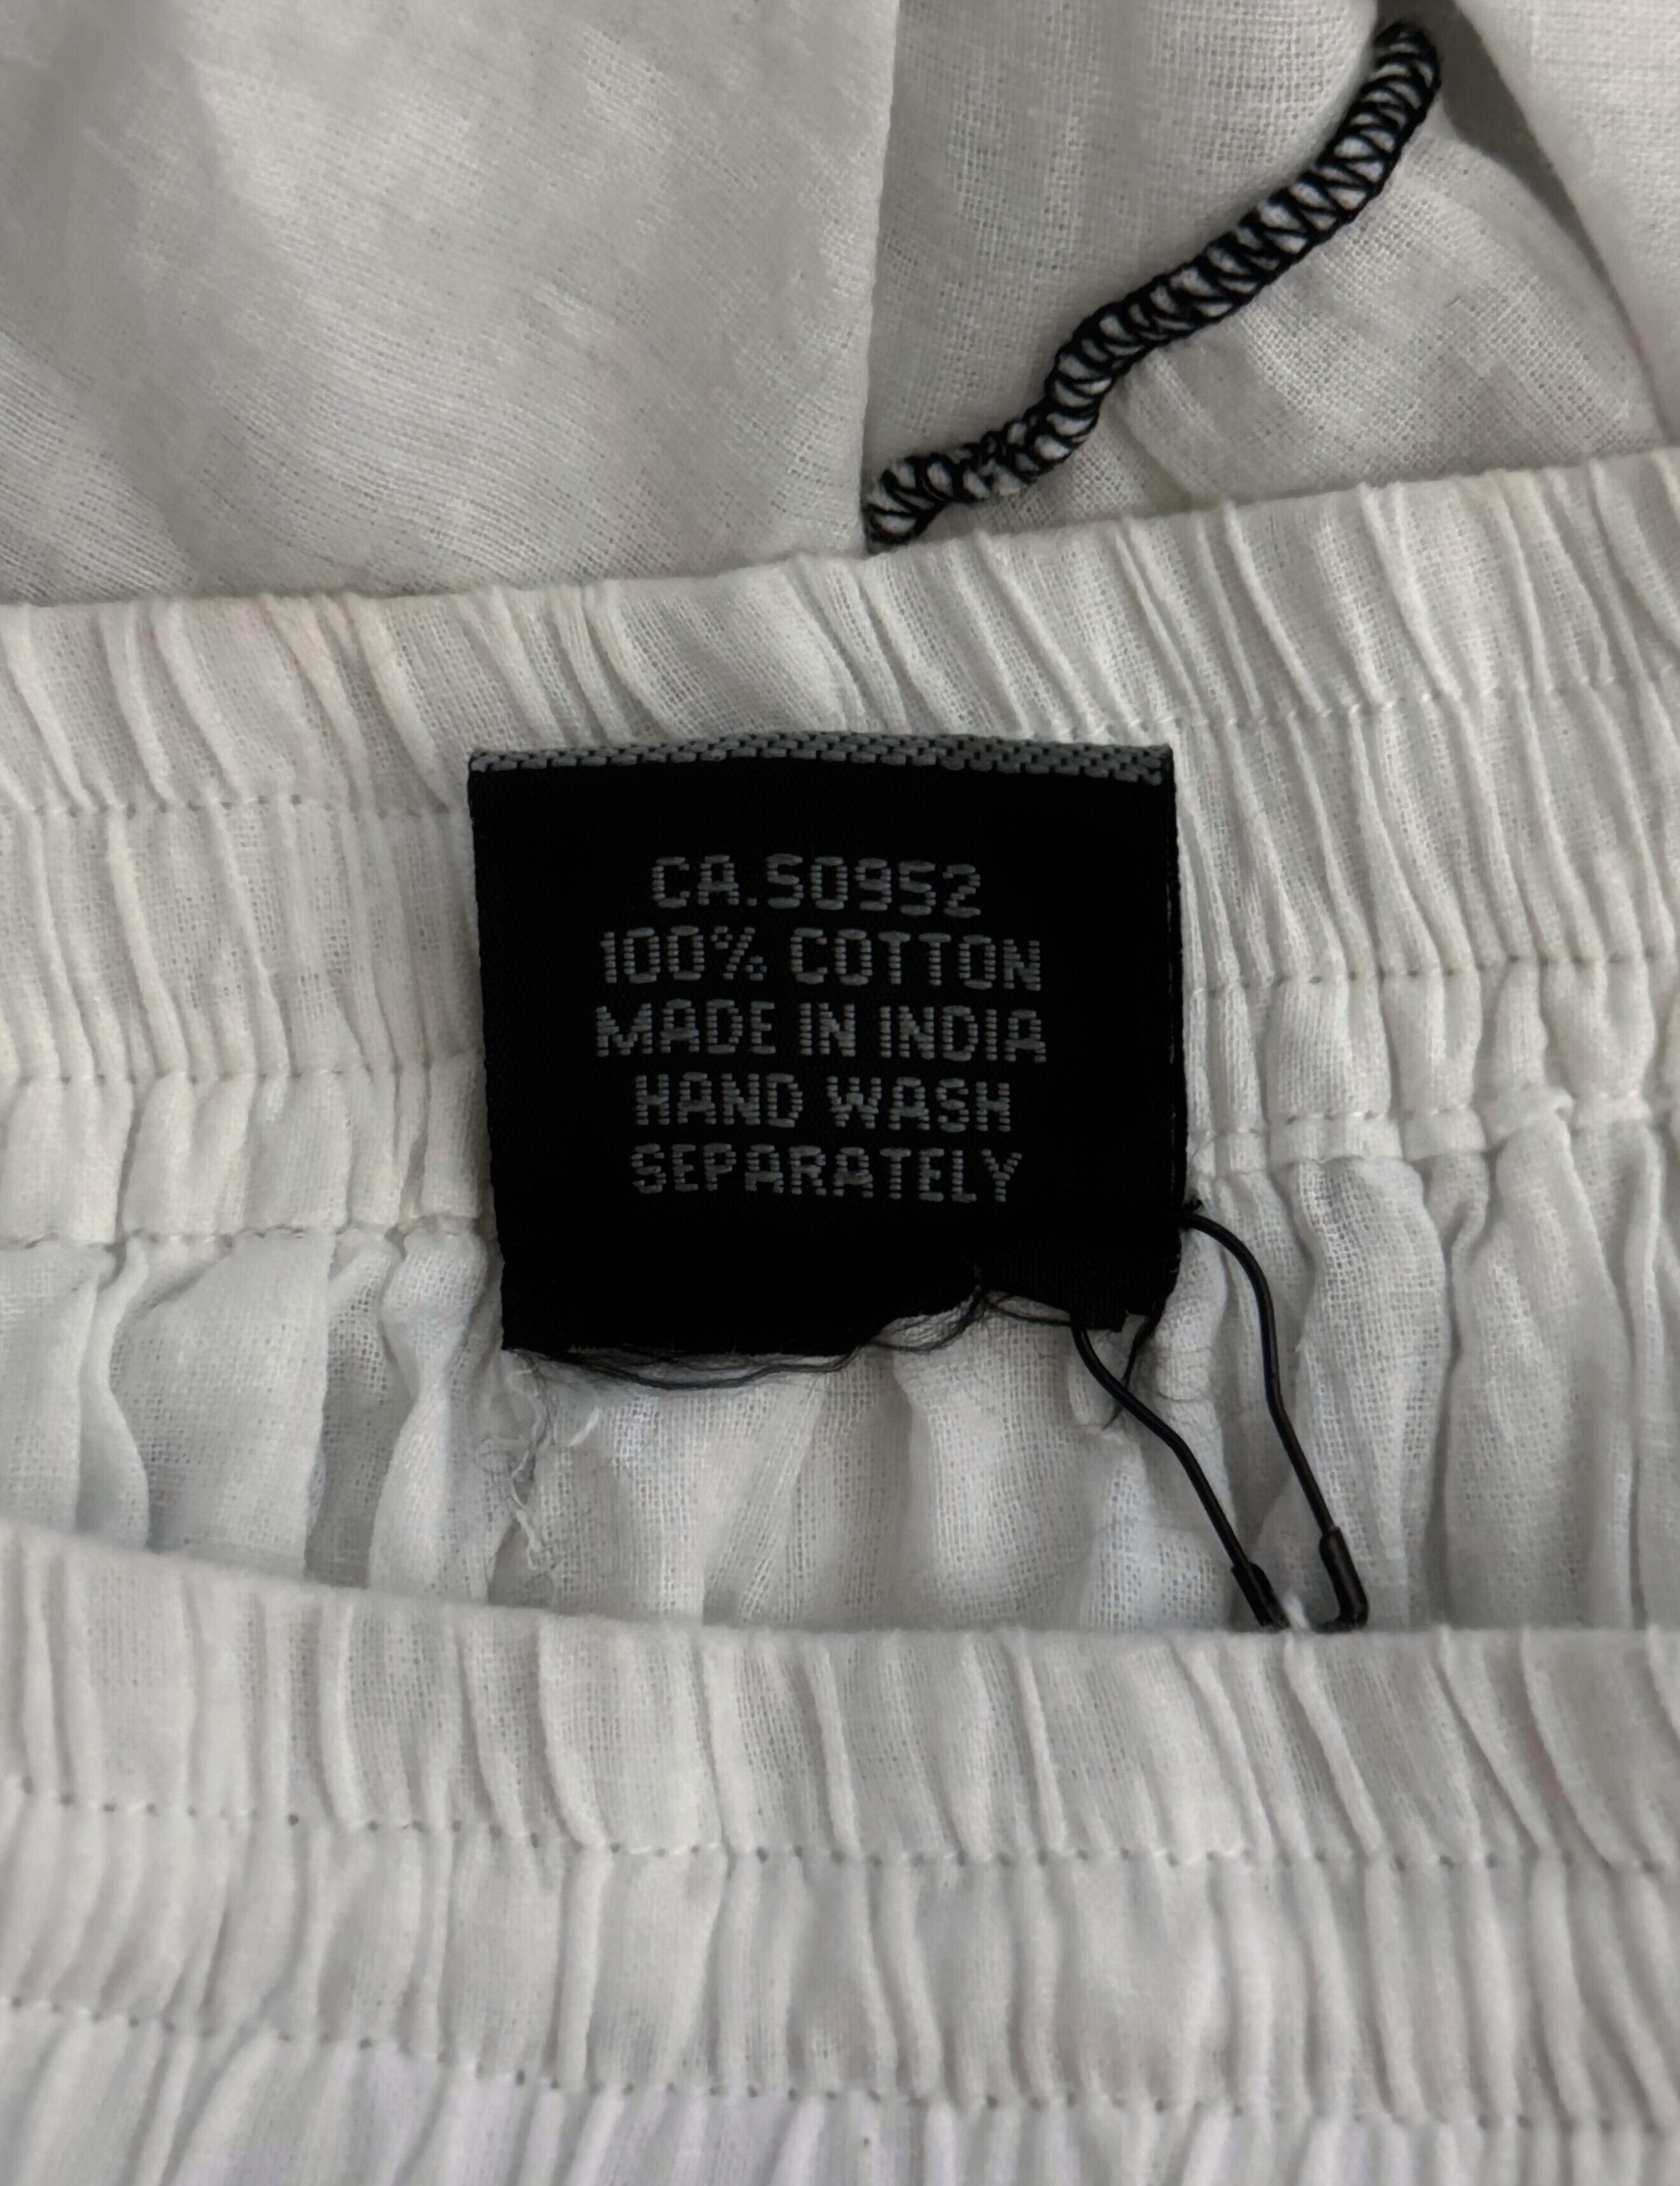 CA.50952
100% COTTON
MADE IN INDIA
HAND WASH
SEPARATELY